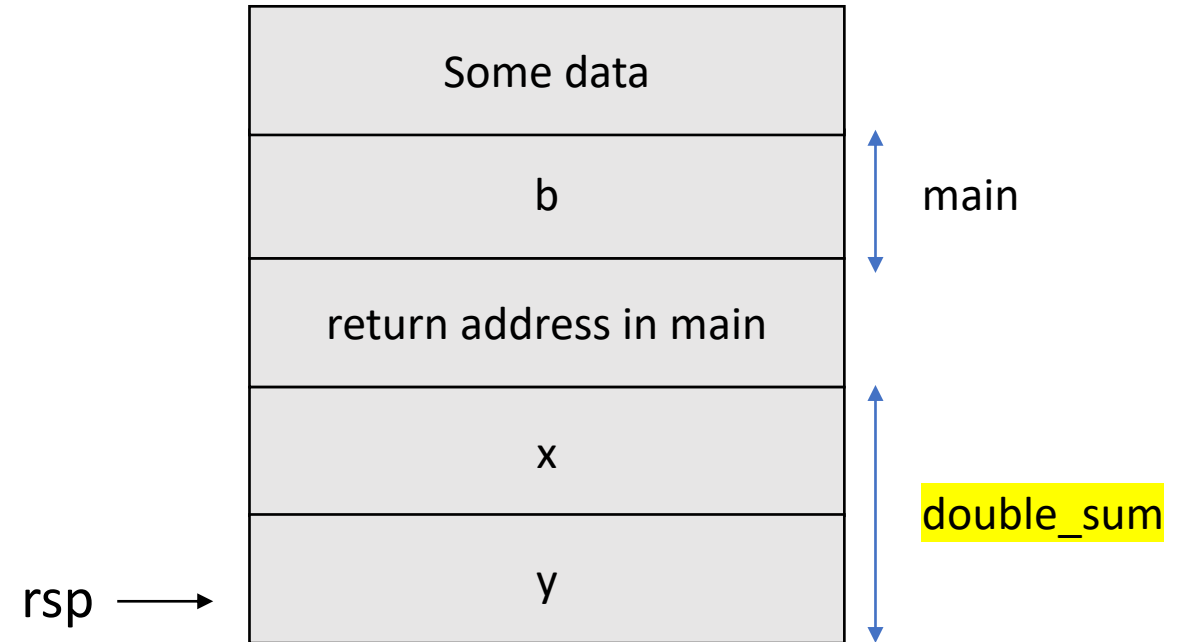 Some data
b
main
return address in main
x
double_sum
y
rsp